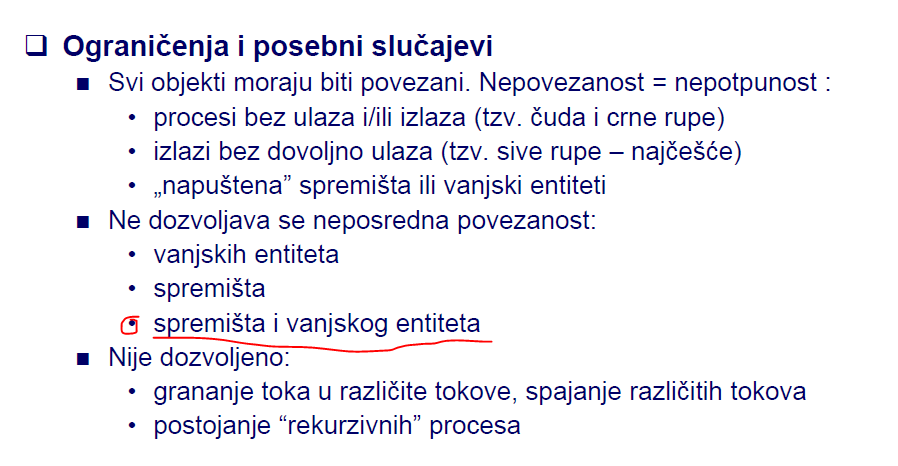 ❑ Ograničenja i posebni slučajevi
■ Svi objekti moraju biti povezani. Nepovezanost = nepotpunost :
• procesi bez ulaza i/ili izlaza (tzv. čuda i crne rupe)
• izlazi bez dovoljno ulaza (tzv. sive rupe – najčešće)
• „napuštena” spremišta ili vanjski entiteti
■ Ne dozvoljava se neposredna povezanost:
• vanjskih entiteta
• spremišta
• spremišta i vanjskog entiteta
■ Nije dozvoljeno:
• grananje toka u različite tokove, spajanje različitih tokova
• postojanje “rekurzivnih” procesa